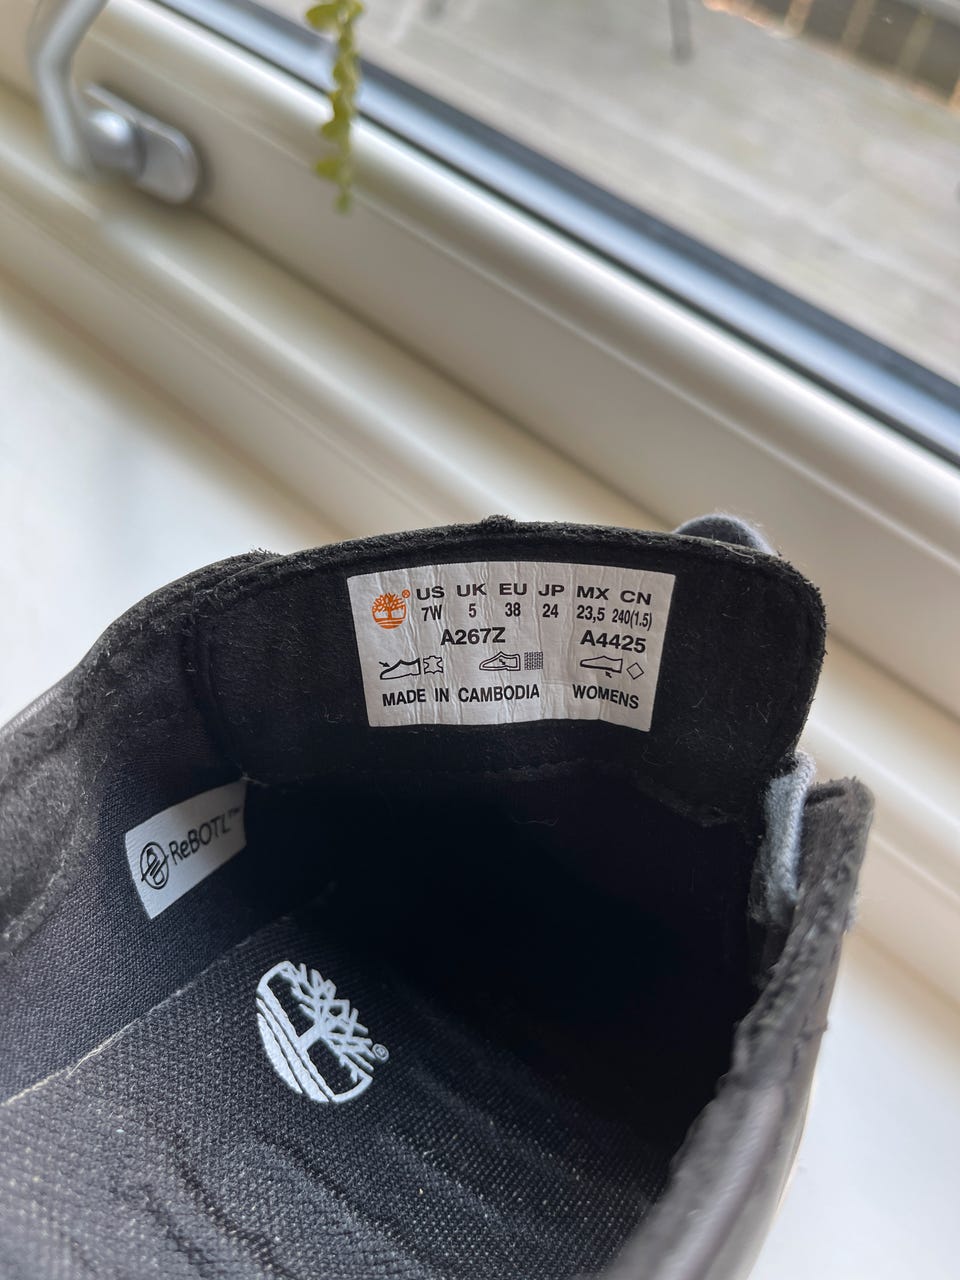 ® US UK EU JP MX CN
7W 5 38 24 23,5 240(1.5)
A267Z A4425
MADE IN CAMBODIA WOMENS
ReBOTL™
®